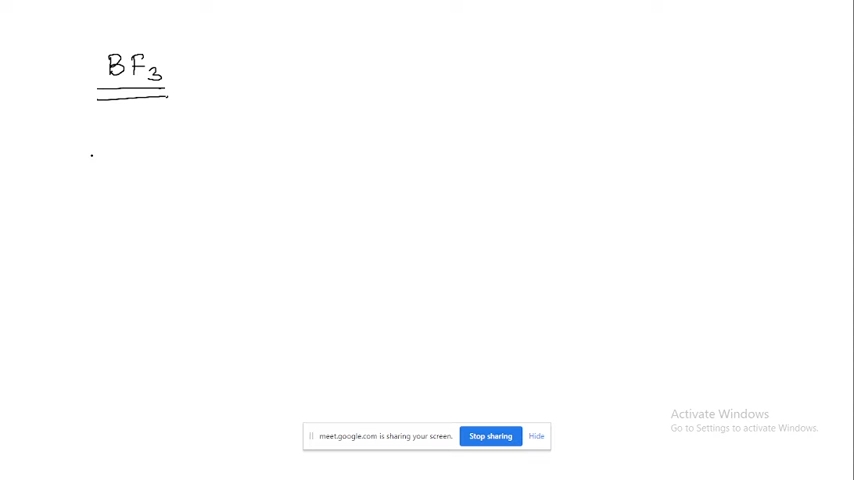 BF₃
meet.google.com is sharing your screen. Stop sharing Hide
Activate Windows
Go to Settings to activate Windows.